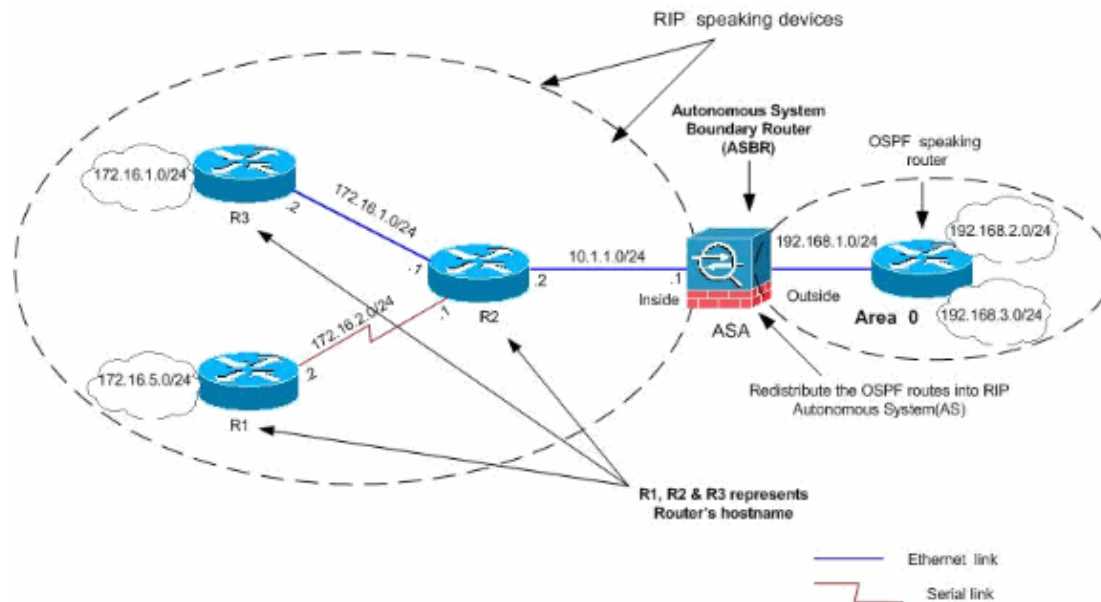 RIP speaking devices
Autonomous System
Boundary Router
(ASBR)
OSPF speaking
router
172.16.1.0/24
R3
.2
172.16.1.0/24
.1
192.168.2.0/24
192.168.1.0/24
10.1.1.0/24
.2
.1
R2
Inside
Outside
ASA
Area 0
192.168.3.0/24
172.16.2.0/24
.1
172.16.5.0/24
.2
R1
Redistribute the OSPF routes into RIP
Autonomous System(AS)
R1, R2 & R3 represents
Router's hostname
Ethernet link
Serial link